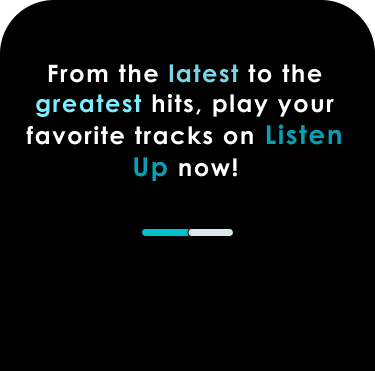 From the latest to the
greatest hits, play your
favorite tracks on Listen
Up now!